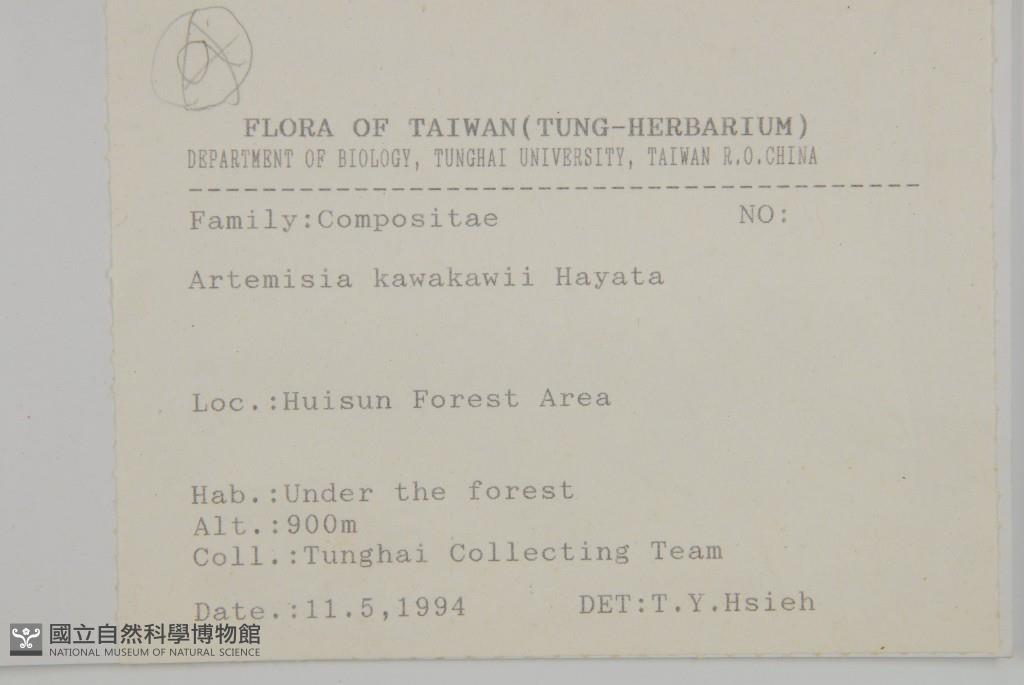 FLORA OF TAIWAN(TUNG-HERBARIUM)
DEPARTMENT OF BIOLOGY, TUNGHAI UNIVERSITY, TAIWAN R.O.CHINA
Family:Compositae NO:
Artemisia kawakawii Hayata
Loc.:Huisun Forest Area
Hab.:Under the forest
Alt.:900m
Coll.:Tunghai Collecting Team
Date.:11.5,1994 DET:T.Y.Hsieh
國立自然科學博物館
NATIONAL MUSEUM OF NATURAL SCIENCE